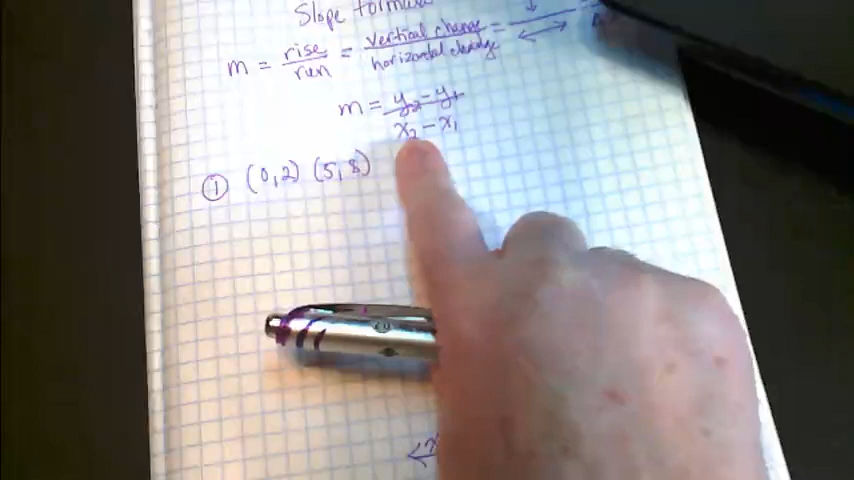 Slope formula
m = rise/run = vertical change/horizontal change =
m = y₂-y₁/x₂-x₁
① (0,2) (5,8)